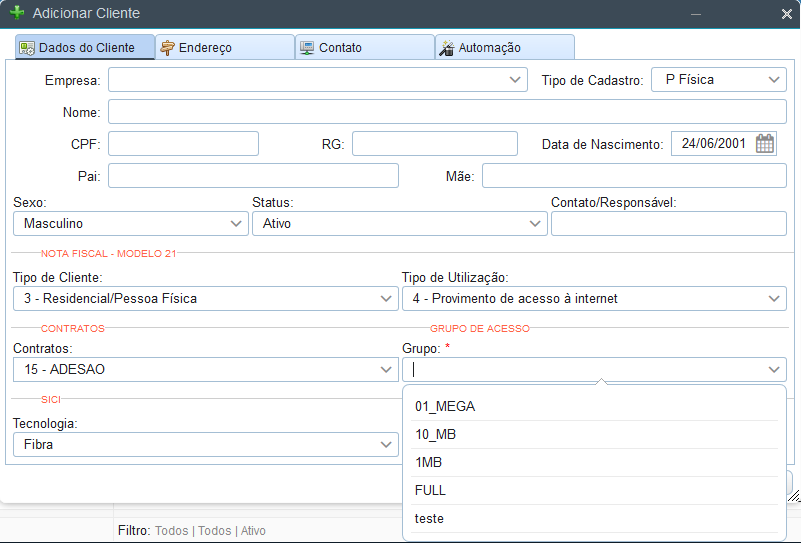 Adicionar Cliente
Dados do Cliente Endereço Contato Automação
Empresa: Tipo de Cadastro: P Física
Nome:
CPF: RG: Data de Nascimento: 24/06/2001
Pai: Mãe:
Sexo: Status: Contato/Responsável:
Masculino Ativo
NOTA FISCAL - MODELO 21
Tipo de Cliente: Tipo de Utilização:
3 - Residencial/Pessoa Física 4 - Provimento de acesso à internet
CONTRATOS GRUPO DE ACESSO
Contratos: Grupo: *
15 - ADESAO
SICI
01_MEGA
Tecnologia:
10_MB
Fibra
1MB
FULL
teste
Filtro: Todos | Todos | Ativo